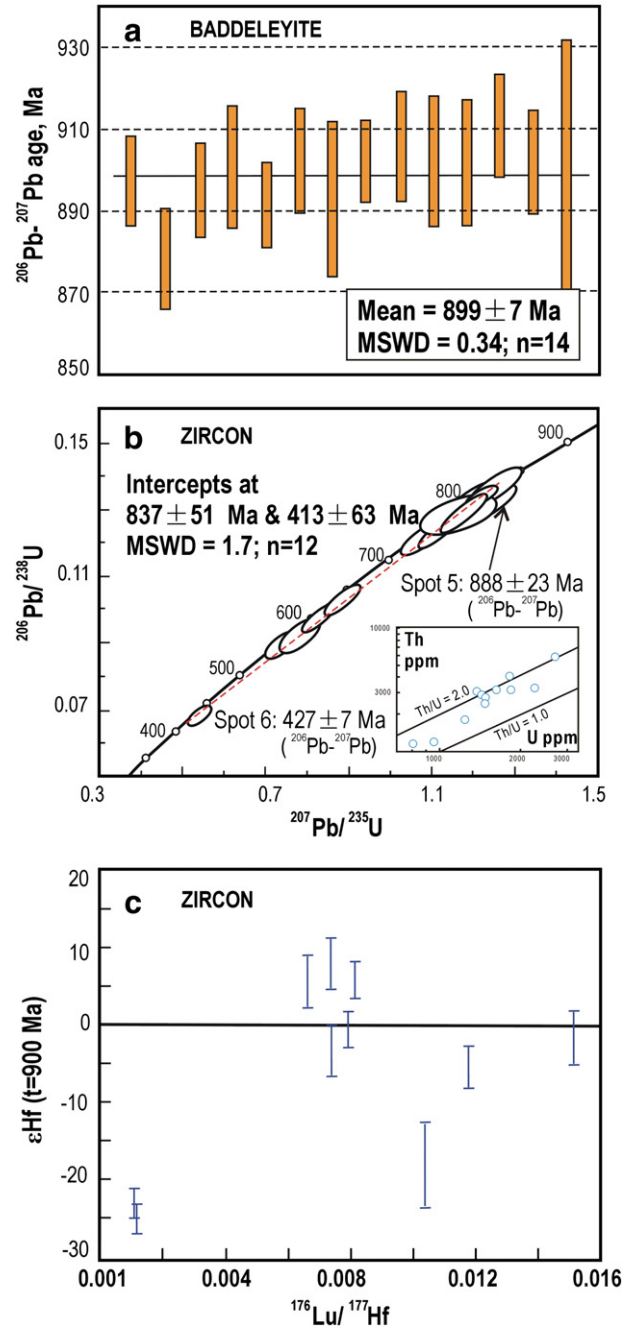 a BADDELEYITE
930
910
890
870
850
²⁰⁶Pb-²⁰⁷Pb age, Ma
Mean = 899±7 Ma
MSWD = 0.34; n=14
b ZIRCON
0.15
0.11
0.07
²⁰⁶Pb/²³⁸U
Intercepts at
837±51 Ma & 413±63 Ma
MSWD = 1.7; n=12
900
800
700
600
500
400
Spot 5: 888±23 Ma
(²⁰⁶Pb-²⁰⁷Pb)
Spot 6: 427±7 Ma
(²⁰⁶Pb-²⁰⁷Pb)
10000
Th
ppm
3000
Th/U = 2.0
Th/U = 1.0
U ppm
1000 2000 3000
0.3 0.7 1.1 1.5
²⁰⁷Pb/²³⁵U
c ZIRCON
20
10
0
-10
-20
-30
εHf (t=900 Ma)
0.001 0.004 0.008 0.012 0.016
¹⁷⁶Lu/¹⁷⁷Hf